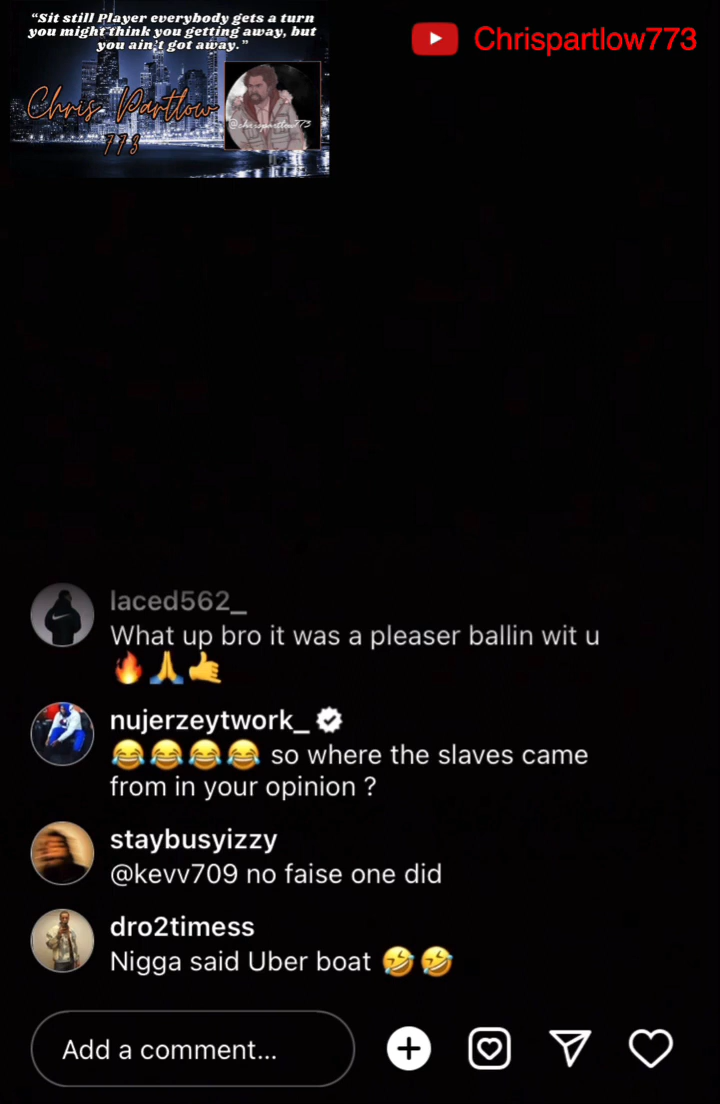 “Sit still Player everybody gets a turn
you might think you getting away, but
you ain't got away.”
Chris Partlow
773
@chrispartlow773
Chrispartlow773
laced562_
What up bro it was a pleaser ballin wit u
🔥🙏🤙
nujerzeytwork_
😂😂😂😂 so where the slaves came
from in your opinion ?
staybusyizzy
@kevv709 no faise one did
dro2timess
Nigga said Uber boat 🤣🤣
Add a comment...